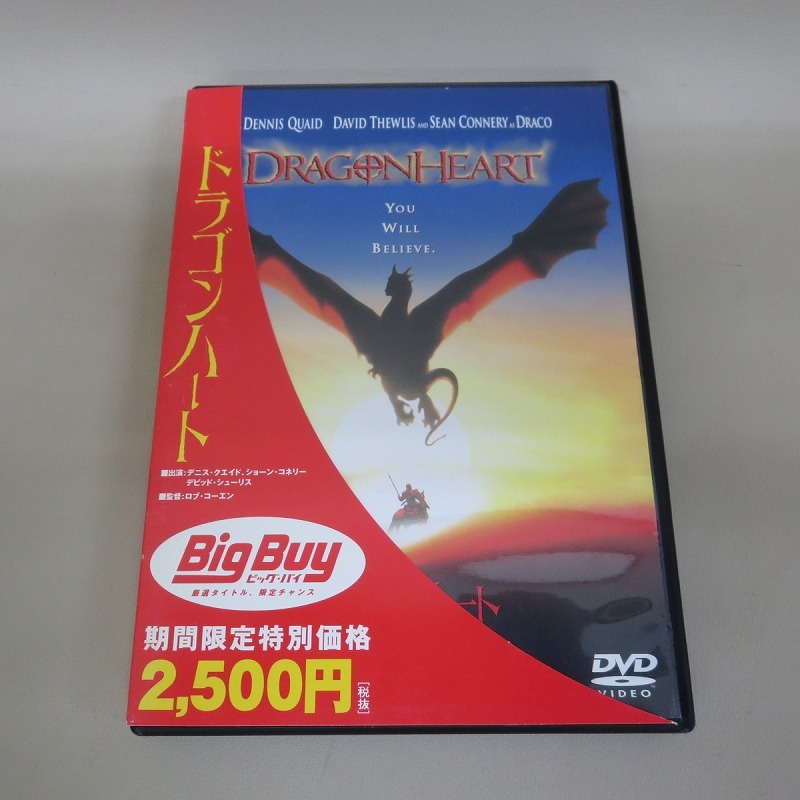 DENNIS QUAID DAVID THEWLIS AND SEAN CONNERY AS DRACO
DRAGONHEART
YOU
WILL
BELIEVE.
ドラゴンハート
■出演:デニス・クエイド、ショーン・コネリー
デビッド・シューリス
■監督:ロブ・コーエン
Big Buy
ビッグ・バイ
厳選タイトル、限定チャンス
期間限定特別価格
2,500円[税抜]
ート
DVD
VIDEO